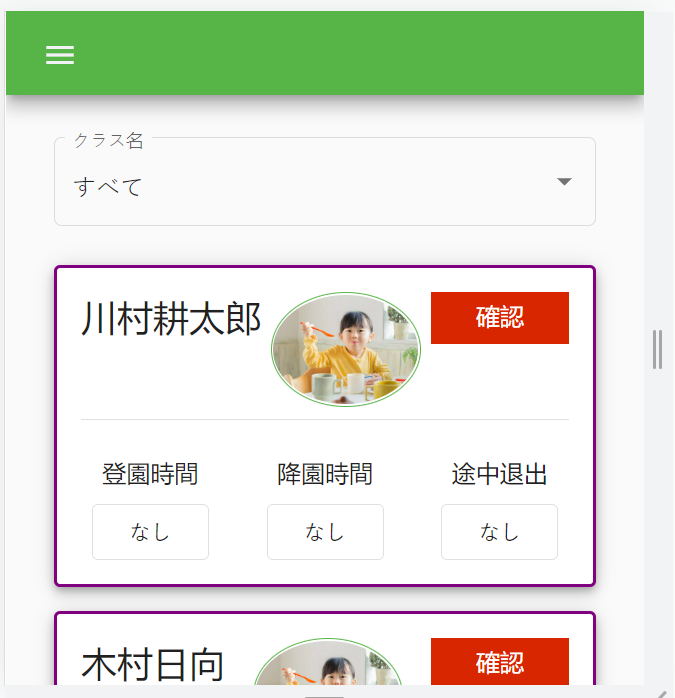 クラス名
すべて
川村耕太郎
確認
登園時間 降園時間 途中退出
なし なし なし
木村日向
確認